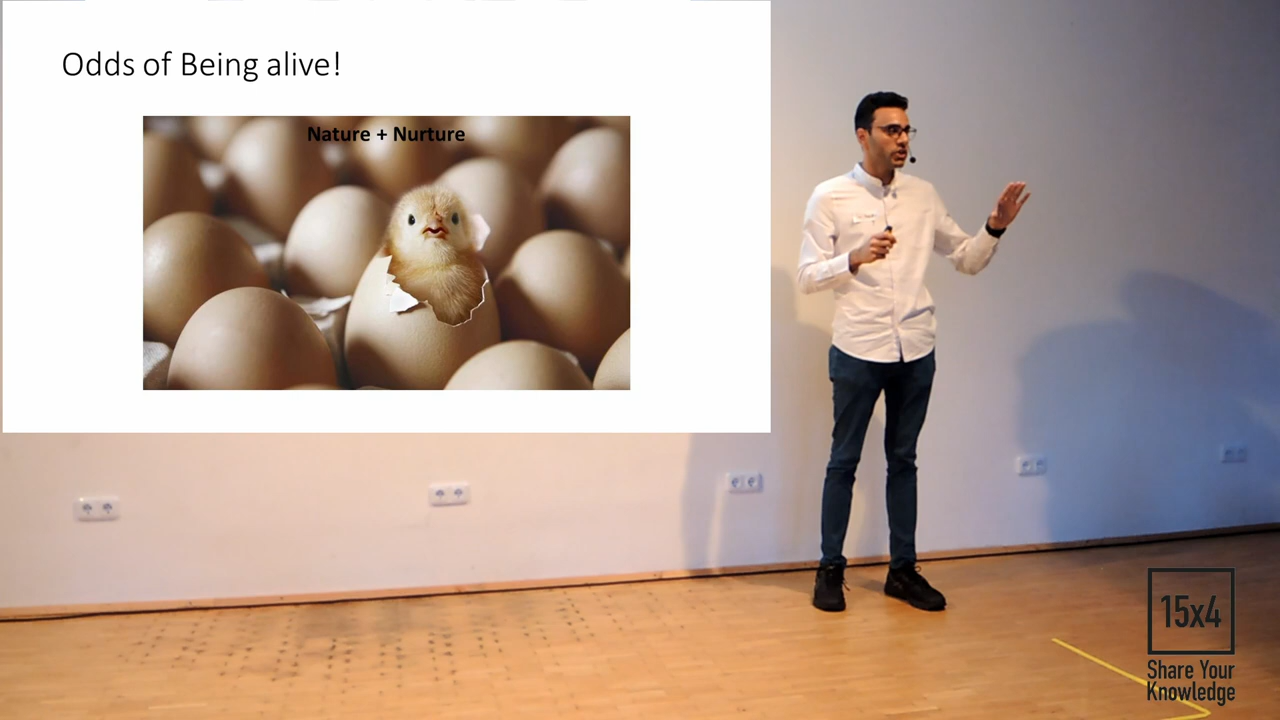 Odds of Being alive!
Nature + Nurture
15x4
Share Your
Knowledge